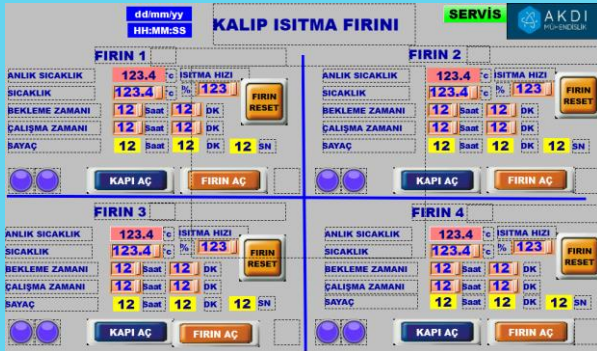 dd/mm/yy
HH:MM:SS
KALIP ISITMA FIRINI
SERVİS
AKDI
MÜHENDİSLİK
FIRIN 1
ANLIK SICAKLIK 123.4 °c ISITMA HIZI
SICAKLIK 123.4 °c % 123
FIRIN RESET
BEKLEME ZAMANI 12 Saat 12 DK
ÇALIŞMA ZAMANI 12 Saat 12 DK
SAYAÇ 12 Saat 12 DK 12 SN
KAPI AÇ FIRIN AÇ
FIRIN 2
ANLIK SICAKLIK 123.4 °c ISITMA HIZI
SICAKLIK 123.4 °c % 123
FIRIN RESET
BEKLEME ZAMANI 12 Saat 12 DK
ÇALIŞMA ZAMANI 12 Saat 12 DK
SAYAÇ 12 Saat 12 DK 12 SN
KAPI AÇ FIRIN AÇ
FIRIN 3
ANLIK SICAKLIK 123.4 °c ISITMA HIZI
SICAKLIK 123.4 °c % 123
FIRIN RESET
BEKLEME ZAMANI 12 Saat 12 DK
ÇALIŞMA ZAMANI 12 Saat 12 DK
SAYAÇ 12 Saat 12 DK 12 SN
KAPI AÇ FIRIN AÇ
FIRIN 4
ANLIK SICAKLIK 123.4 °c ISITMA HIZI
SICAKLIK 123.4 °c % 123
FIRIN RESET
BEKLEME ZAMANI 12 Saat 12 DK
ÇALIŞMA ZAMANI 12 Saat 12 DK
SAYAÇ 12 Saat 12 DK 12 SN
KAPI AÇ FIRIN AÇ